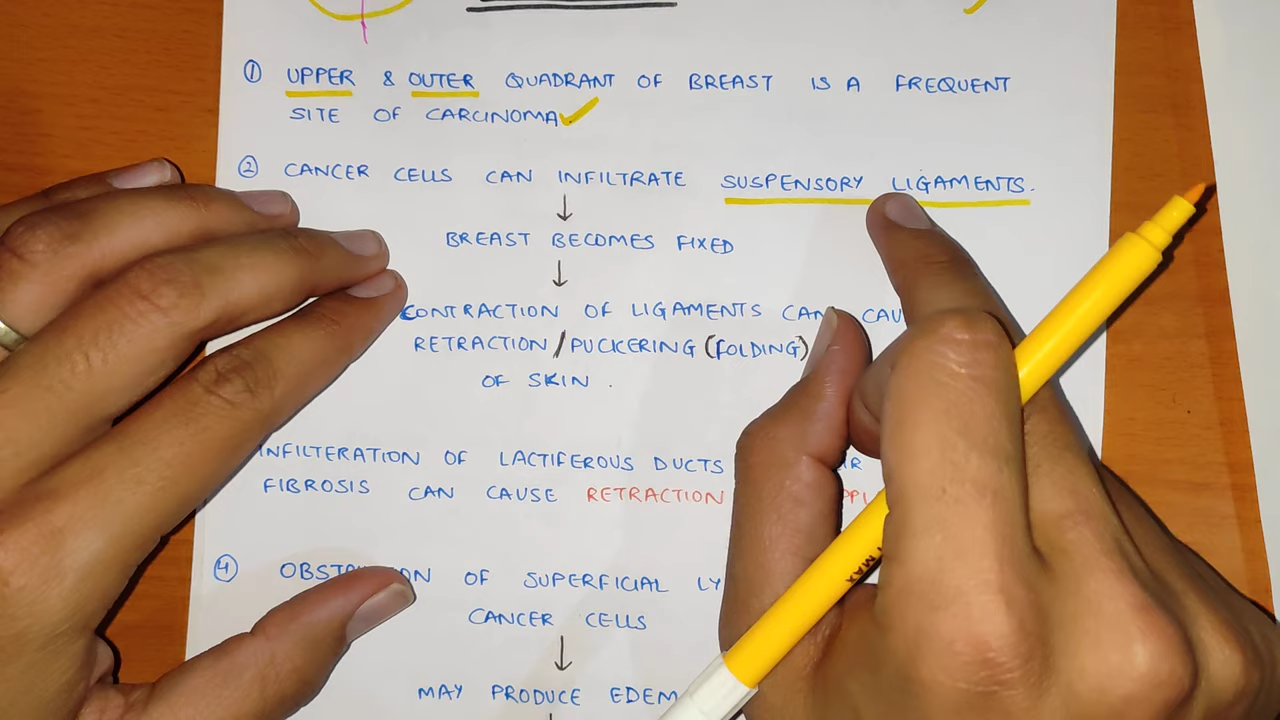 ① UPPER & OUTER QUADRANT OF BREAST IS A FREQUENT
SITE OF CARCINOMA
② CANCER CELLS CAN INFILTRATE SUSPENSORY LIGAMENTS.
↓
BREAST BECOMES FIXED
↓
CONTRACTION OF LIGAMENTS CAN
RETRACTION / PUCKERING (FOLDING)
OF SKIN.
INFILTERATION OF LACTIFEROUS DUCTS
FIBROSIS CAN CAUSE RETRACTION
④ OF SUPERFICIAL
CANCER CELLS
↓
MAY PRODUCE
MAX